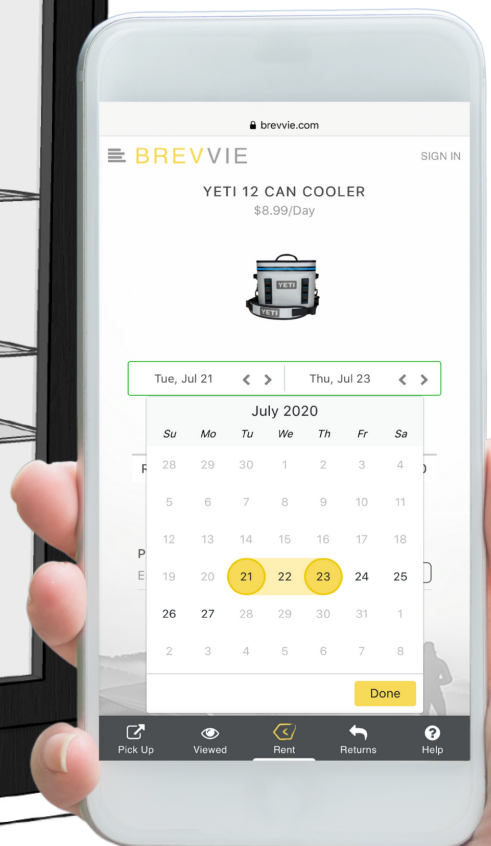 brevvie.com
BREVVIE SIGN IN
YETI 12 CAN COOLER
$8.99/Day
YETI
YETI
Tue, Jul 21 < > Thu, Jul 23 < >
July 2020
Su Mo Tu We Th Fr Sa
28 29 30 1 2 3 4
5 6 7 8 9 10 11
12 13 14 15 16 17 18
19 20 21 22 23 24 25
26 27 28 29 30 31 1
2 3 4 5 6 7 8
Done
Pick Up Viewed Rent Returns Help